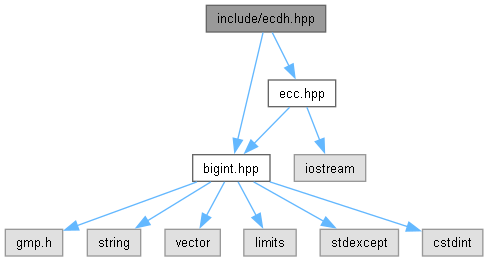 include/ecdh.hpp
ecc.hpp
bigint.hpp
iostream
gmp.h
string
vector
limits
stdexcept
cstdint